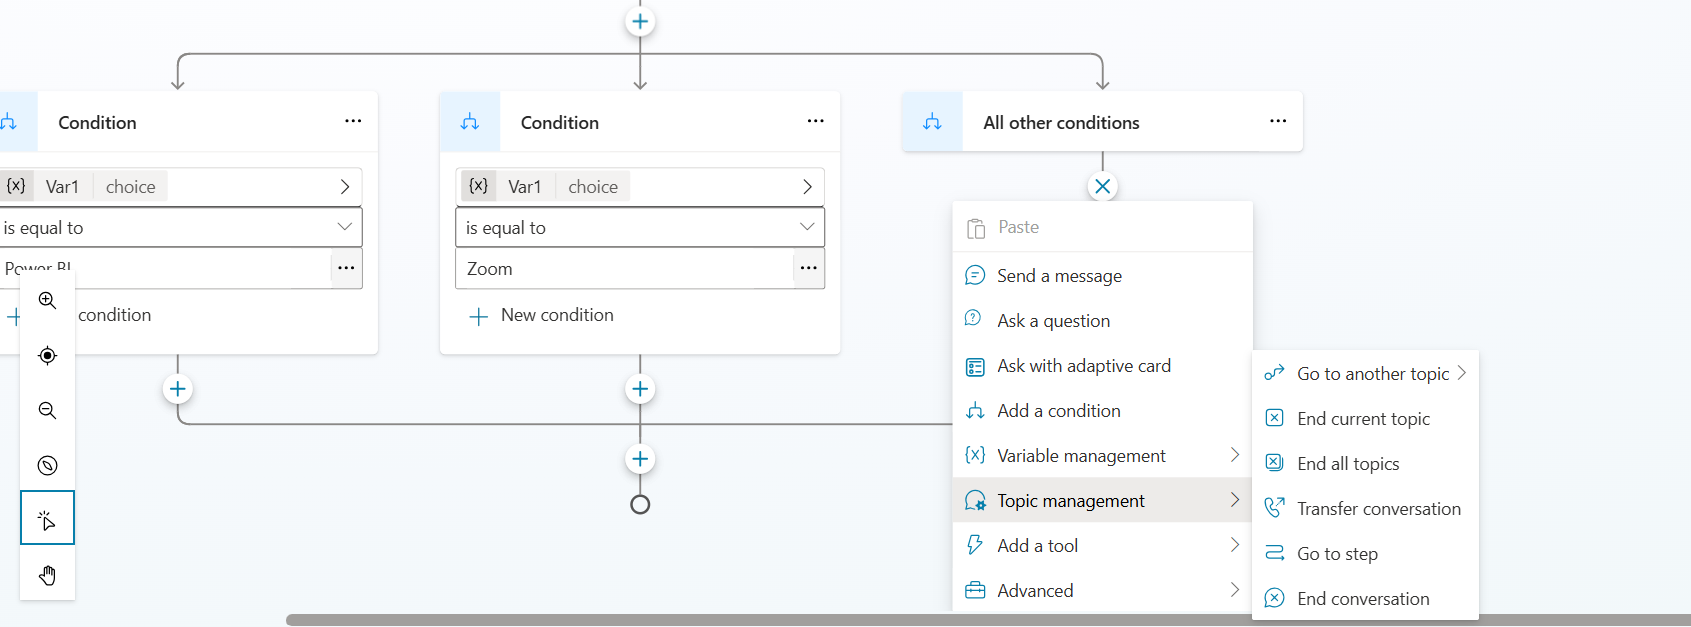 Condition
Var1 choice
is equal to
Power BI
condition
Condition
{x} Var1 choice
is equal to
Zoom
New condition
All other conditions
Paste
Send a message
Ask a question
Ask with adaptive card
Add a condition
Variable management
Topic management
Add a tool
Advanced
Go to another topic
End current topic
End all topics
Transfer conversation
Go to step
End conversation